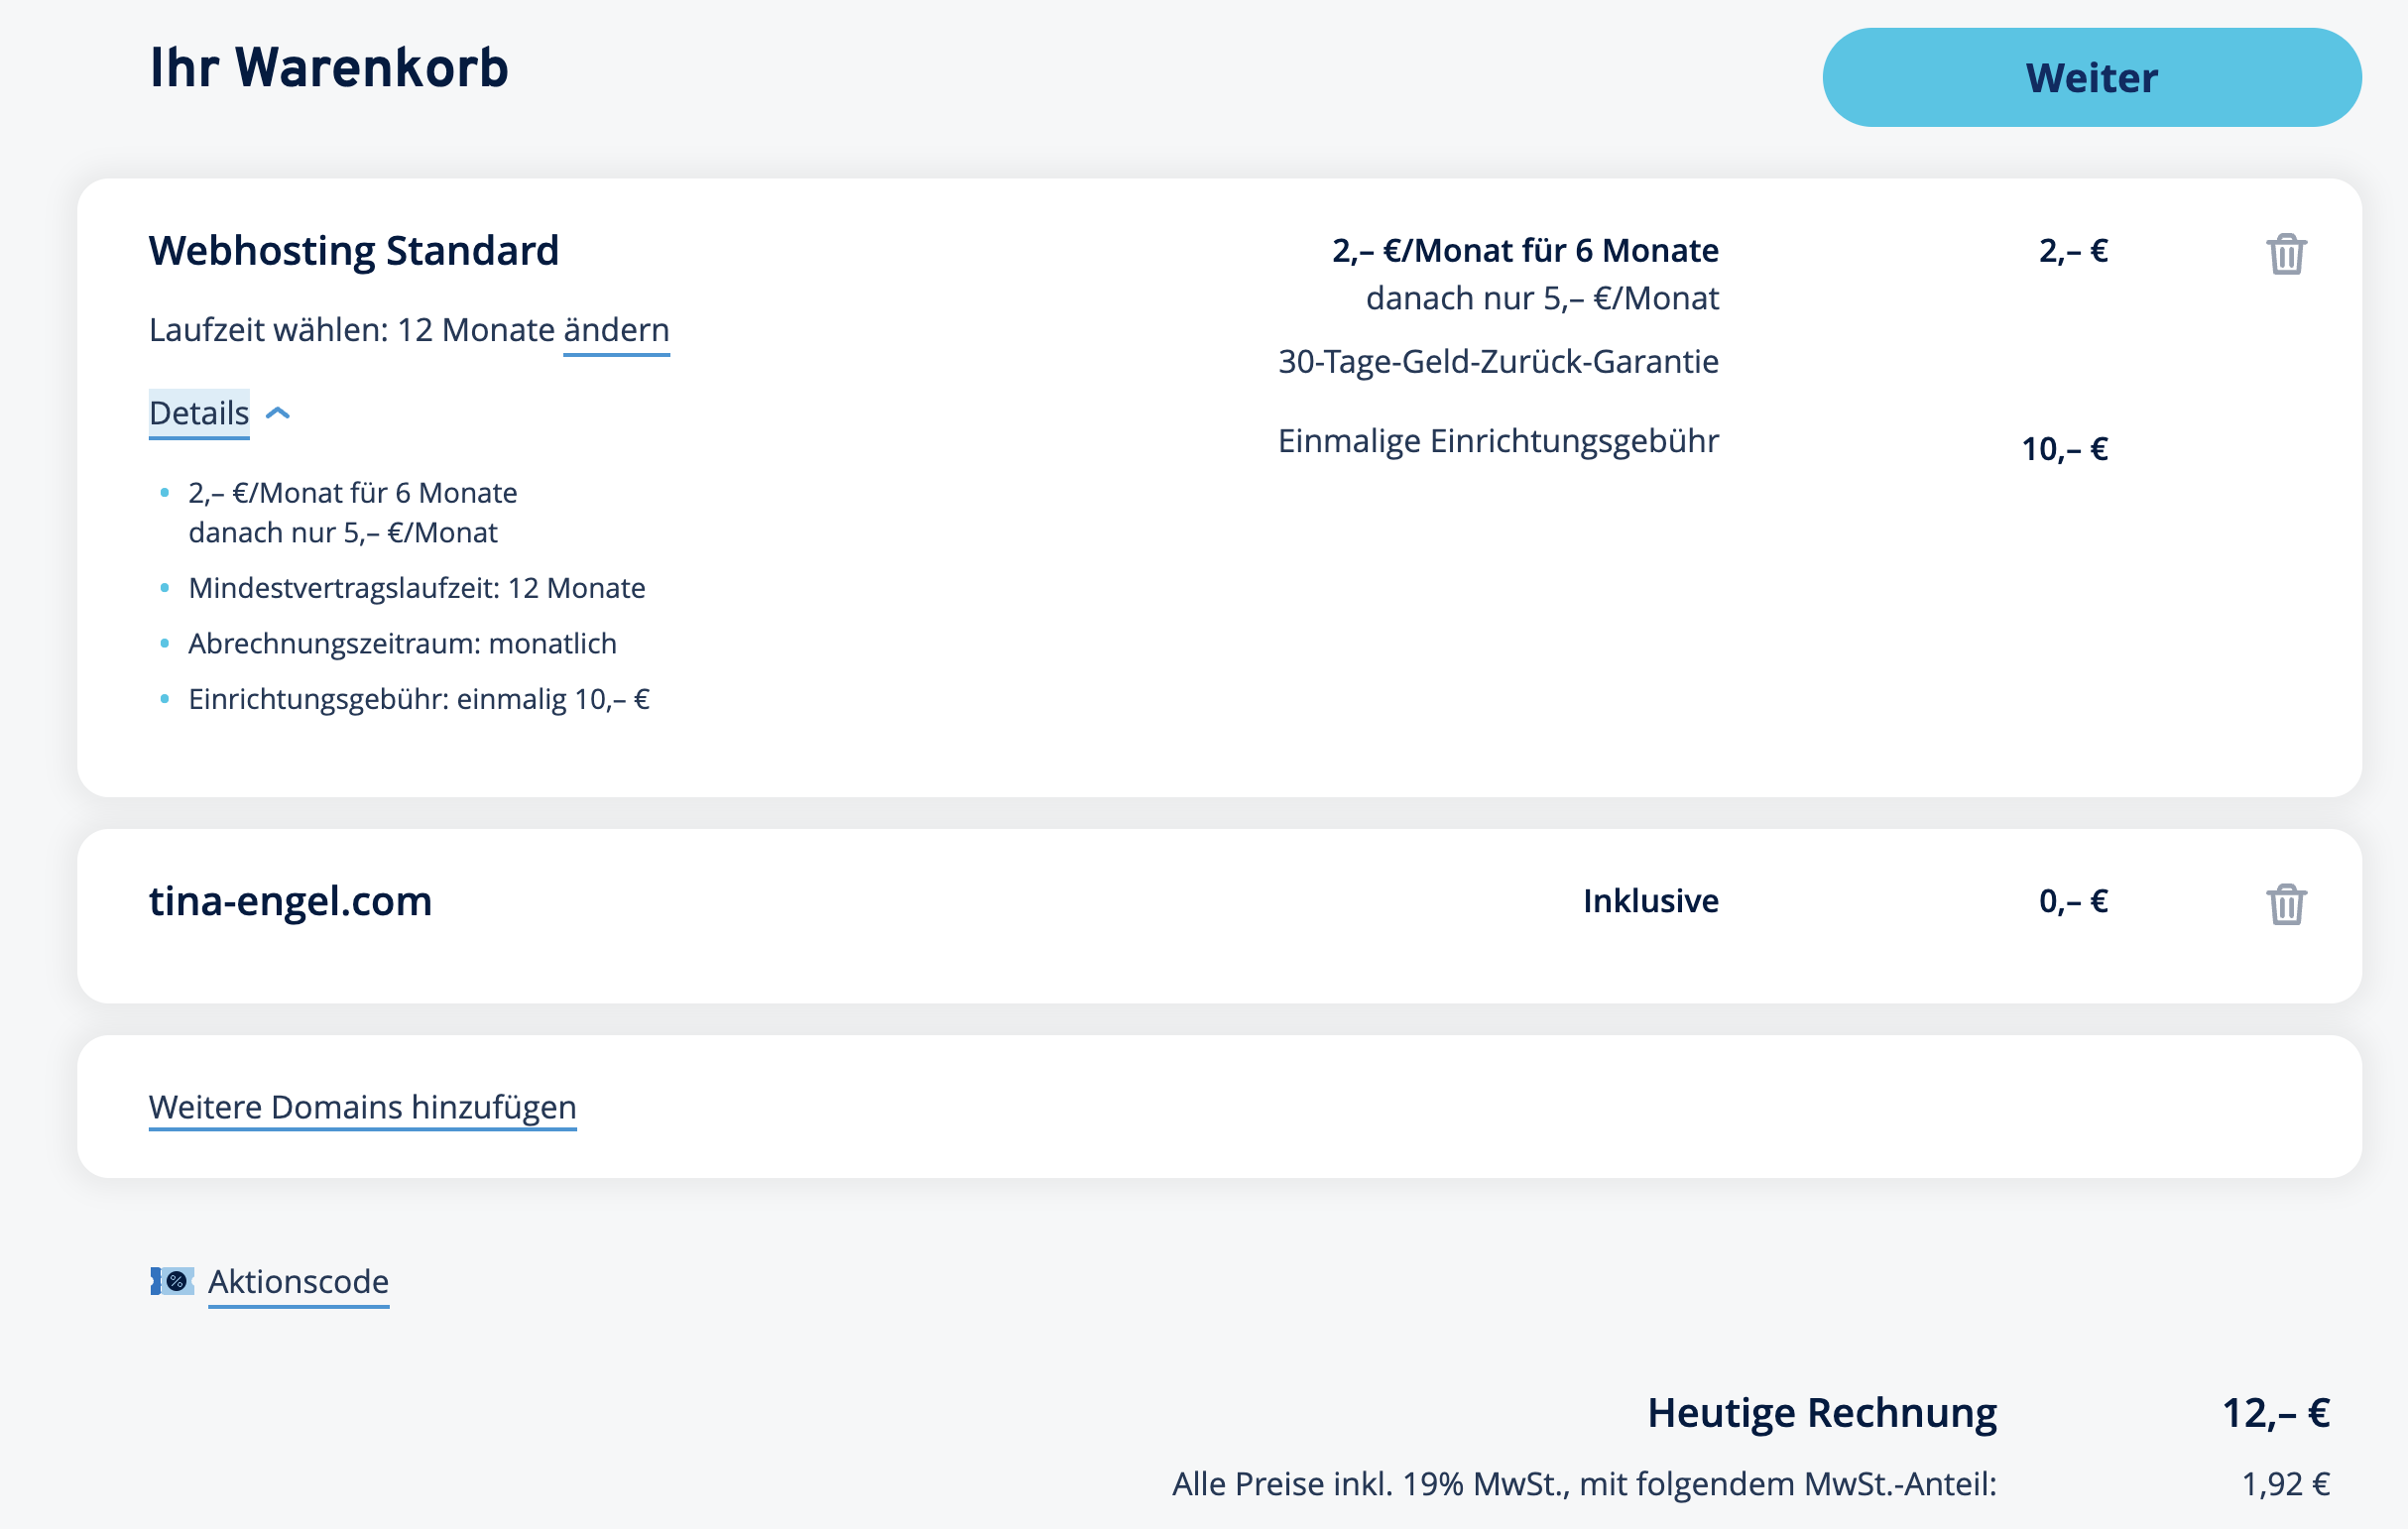 Ihr Warenkorb
Weiter
Webhosting Standard
2,– €/Monat für 6 Monate
2,– €
danach nur 5,– €/Monat
Laufzeit wählen: 12 Monate ändern
30-Tage-Geld-Zurück-Garantie
Details
Einmalige Einrichtungsgebühr
10,– €
• 2,– €/Monat für 6 Monate
danach nur 5,– €/Monat
• Mindestvertragslaufzeit: 12 Monate
• Abrechnungszeitraum: monatlich
• Einrichtungsgebühr: einmalig 10,– €
tina-engel.com
Inklusive
0,– €
Weitere Domains hinzufügen
% Aktionscode
Heutige Rechnung
12,– €
Alle Preise inkl. 19% MwSt., mit folgendem MwSt.-Anteil:
1,92 €